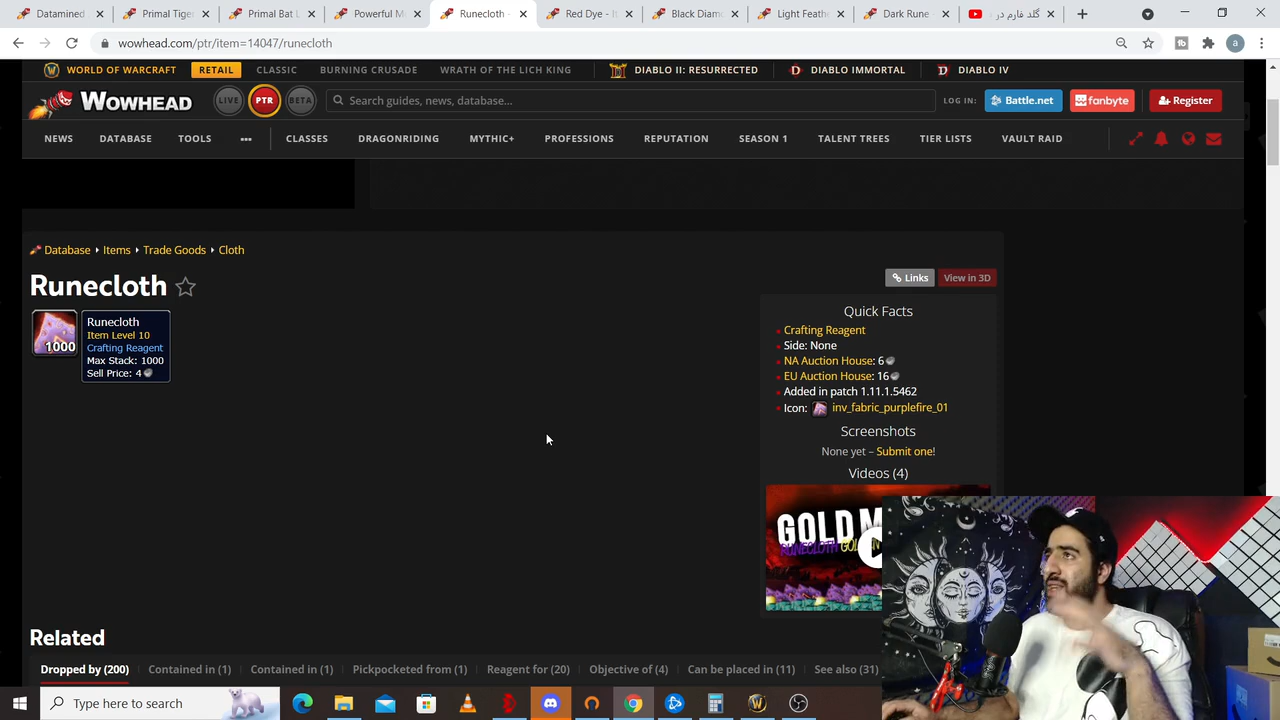 Datamined
Primal Tige
Primal Bat L
Powerful M
Runecloth -
Red Dye - It
Black Diam
Light Feath
Dark Rune -
گلد فارم در
wowhead.com/ptr/item=14047/runecloth
WORLD OF WARCRAFT
RETAIL
CLASSIC
BURNING CRUSADE
WRATH OF THE LICH KING
DIABLO II: RESURRECTED
DIABLO IMMORTAL
DIABLO IV
WOWHEAD
LIVE
PTR
BETA
Search guides, news, database...
LOG IN:
Battle.net
fanbyte
Register
NEWS
DATABASE
TOOLS
CLASSES
DRAGONRIDING
MYTHIC+
PROFESSIONS
REPUTATION
SEASON 1
TALENT TREES
TIER LISTS
VAULT RAID
Database
Items
Trade Goods
Cloth
Runecloth
Links
View in 3D
1000
Runecloth
Item Level 10
Crafting Reagent
Max Stack: 1000
Sell Price: 4
Quick Facts
Crafting Reagent
Side: None
NA Auction House: 6
EU Auction House: 16
Added in patch 1.11.1.5462
Icon: inv_fabric_purplefire_01
Screenshots
None yet – Submit one!
Videos (4)
GOLD M
RUNECLOTH
Related
Dropped by (200)
Contained in (1)
Contained in (1)
Pickpocketed from (1)
Reagent for (20)
Objective of (4)
Can be placed in (11)
See also (31)
Type here to search